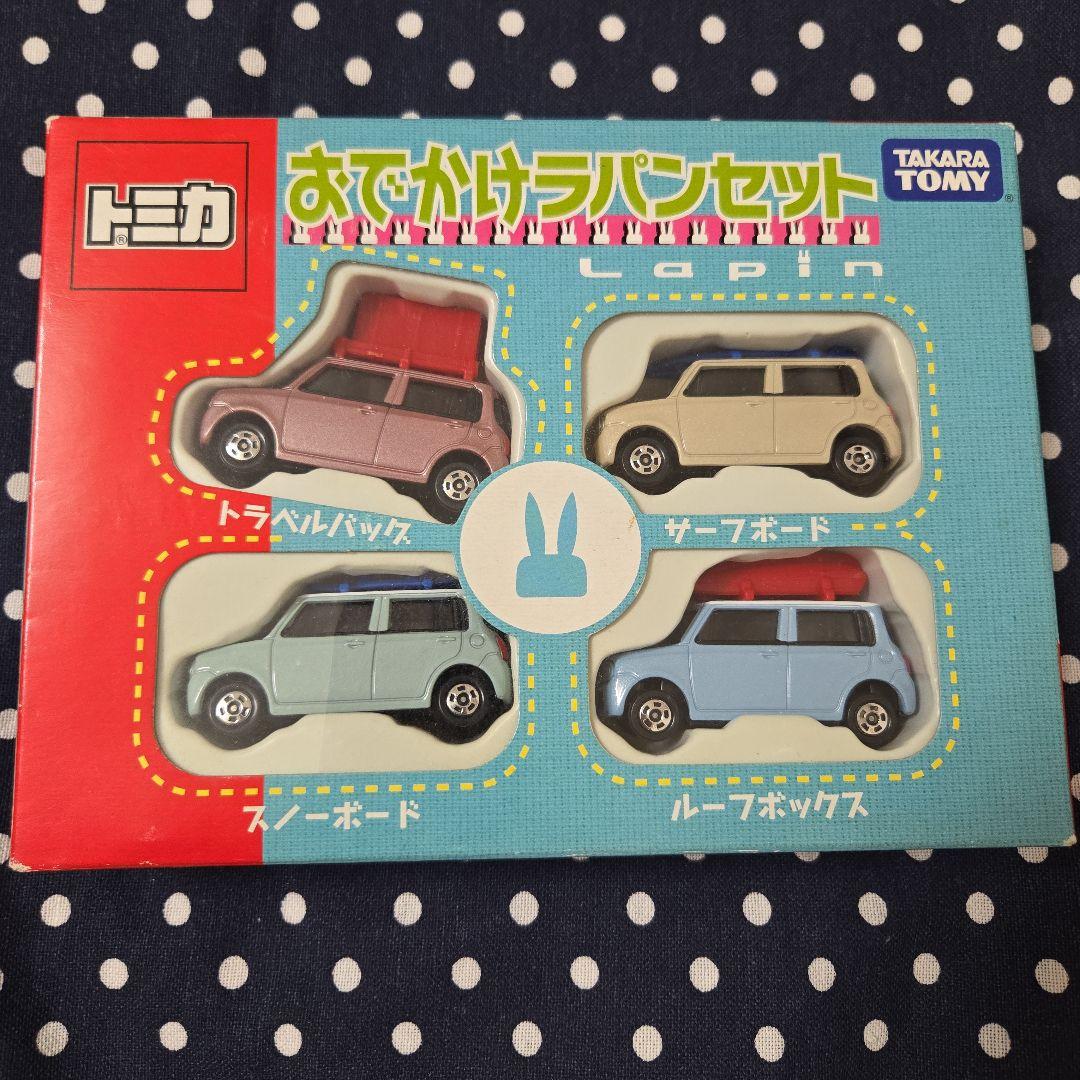 トミカ®
おでかけラパンセット
Lapin
TAKARA
TOMY®
トラベルバッグ
サーフボード
スノーボード
ルーフボックス